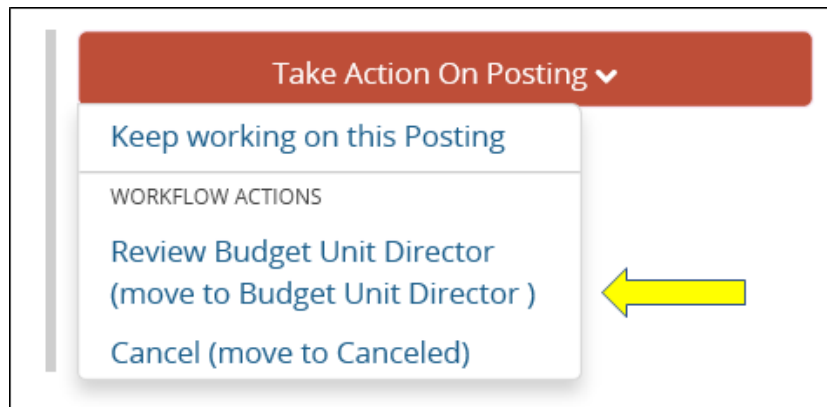 Take Action On Posting
Keep working on this Posting
WORKFLOW ACTIONS
Review Budget Unit Director
(move to Budget Unit Director )
Cancel (move to Canceled)